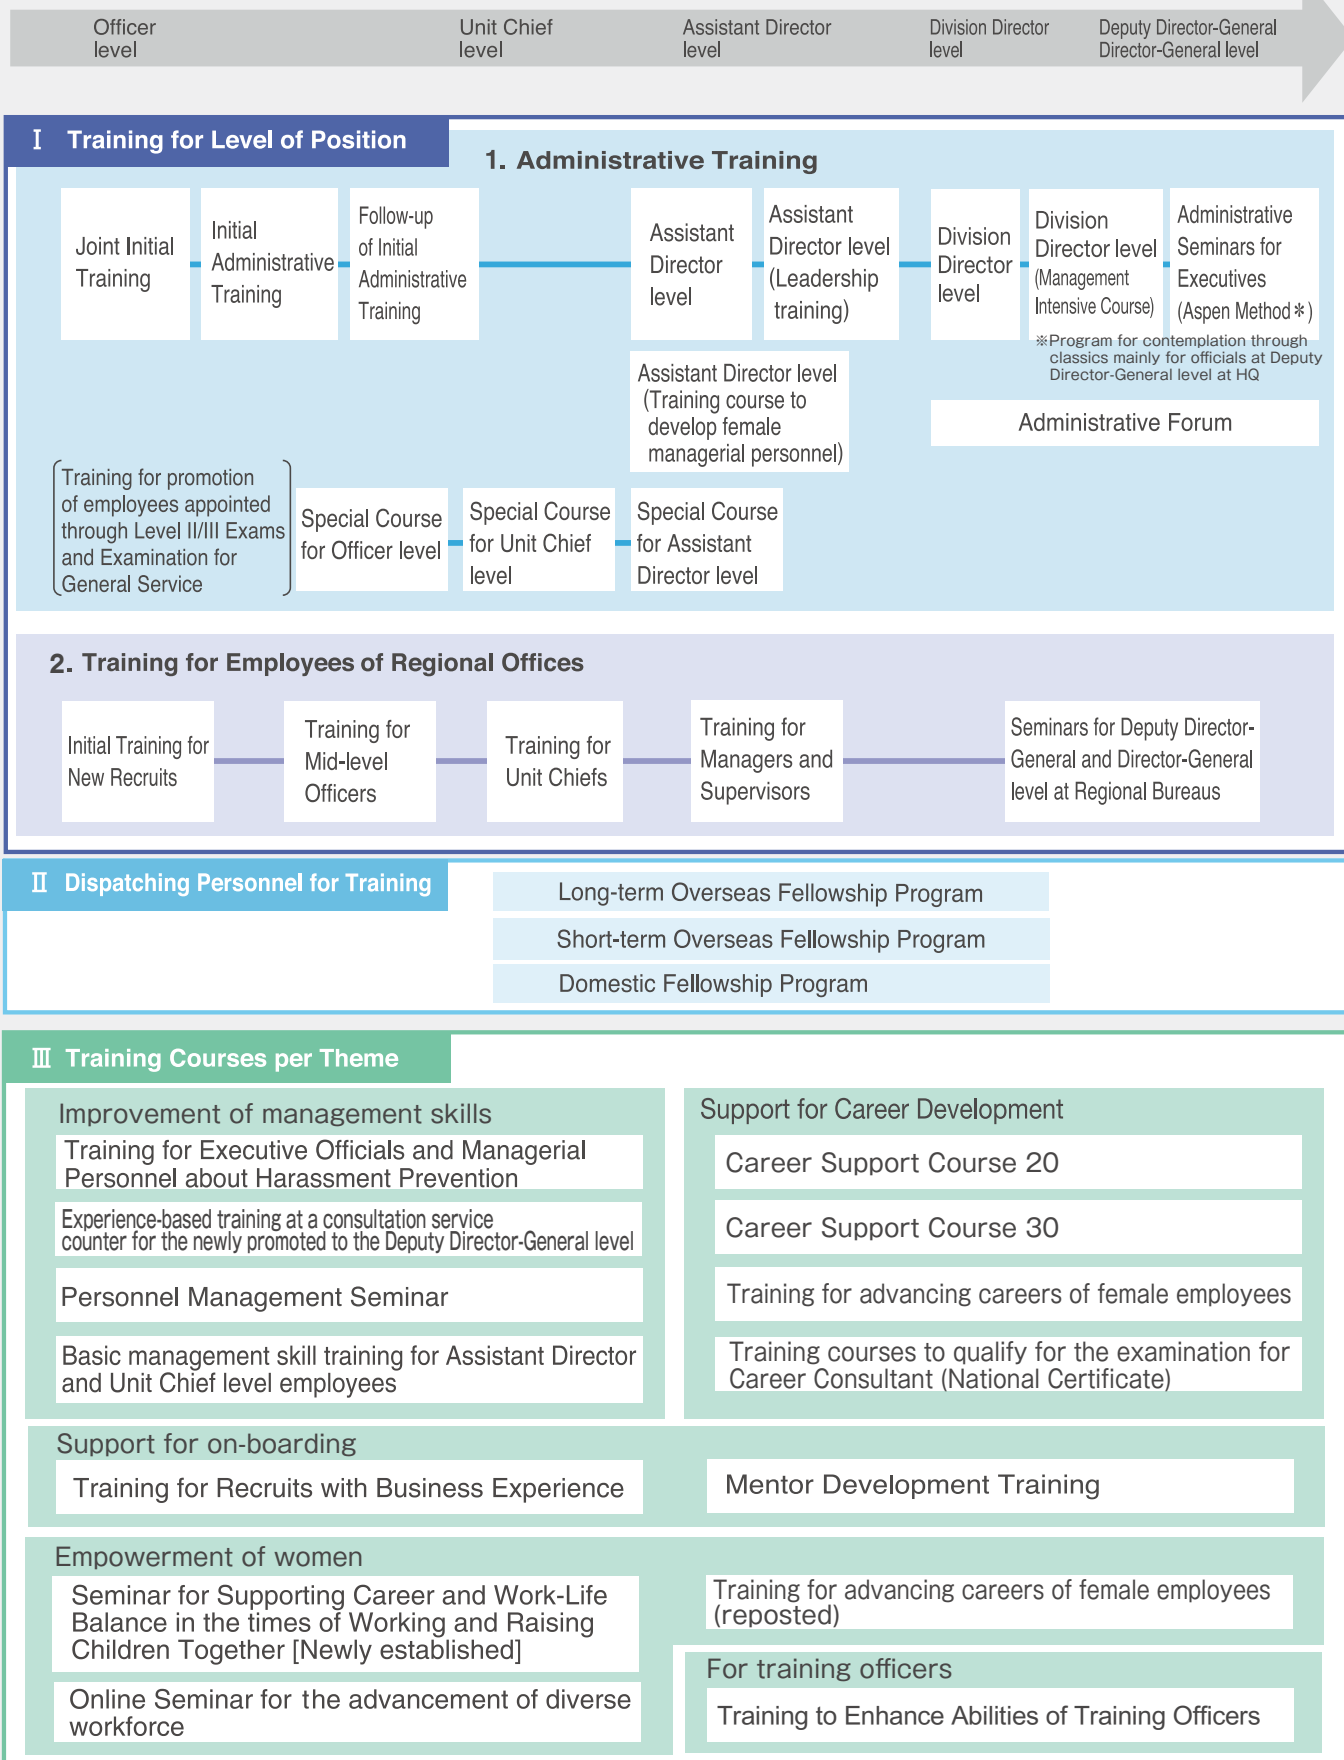 Officer
level
Unit Chief
level
Assistant Director
level
Division Director
level
Deputy Director-General
Director-General level
Ⅰ Training for Level of Position
1. Administrative Training
Joint Initial
Training
Initial
Administrative
Training
Follow-up
of Initial
Administrative
Training
Assistant
Director
level
Assistant
Director level
(Leadership
training)
Division
Director
level
Division
Director level
(Management
Intensive Course)
Administrative
Seminars for
Executives
(Aspen Method＊)
※Program for contemplation through
classics mainly for officials at Deputy
Director-General level at HQ
Assistant Director level
(Training course to
develop female
managerial personnel)
Administrative Forum
Training for promotion
of employees appointed
through Level II/III Exams
and Examination for
General Service
Special Course
for Officer level
Special Course
for Unit Chief
level
Special Course
for Assistant
Director level
2. Training for Employees of Regional Offices
Initial Training for
New Recruits
Training for
Mid-level
Officers
Training for
Unit Chiefs
Training for
Managers and
Supervisors
Seminars for Deputy Director-
General and Director-General
level at Regional Bureaus
Ⅱ Dispatching Personnel for Training
Long-term Overseas Fellowship Program
Short-term Overseas Fellowship Program
Domestic Fellowship Program
Ⅲ Training Courses per Theme
Improvement of management skills
Training for Executive Officials and Managerial
Personnel about Harassment Prevention
Experience-based training at a consultation service
counter for the newly promoted to the Deputy Director-General level
Personnel Management Seminar
Basic management skill training for Assistant Director
and Unit Chief level employees
Support for Career Development
Career Support Course 20
Career Support Course 30
Training for advancing careers of female employees
Training courses to qualify for the examination for
Career Consultant (National Certificate)
Support for on-boarding
Training for Recruits with Business Experience
Mentor Development Training
Empowerment of women
Seminar for Supporting Career and Work-Life
Balance in the times of Working and Raising
Children Together [Newly established]
Online Seminar for the advancement of diverse
workforce
Training for advancing careers of female employees
(reposted)
For training officers
Training to Enhance Abilities of Training Officers